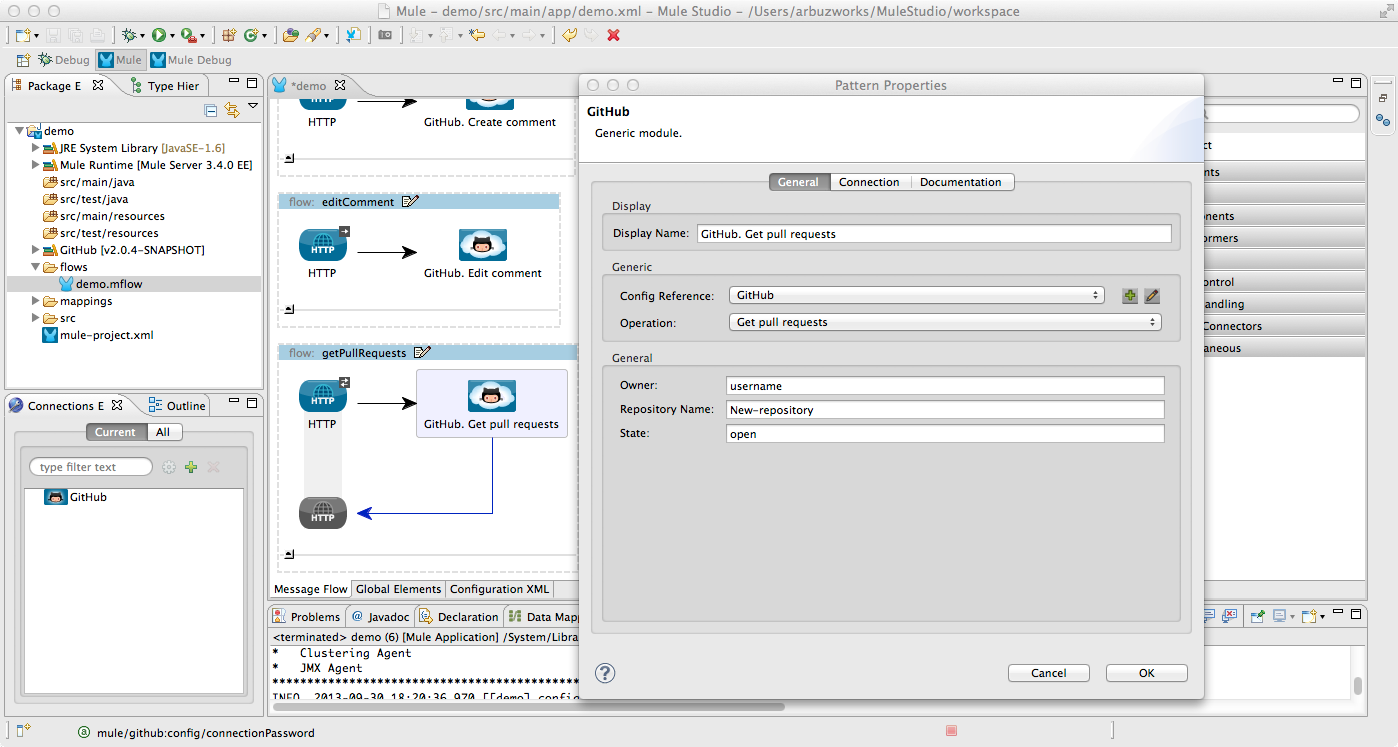 Mule – demo/src/main/app/demo.xml – Mule Studio – /Users/arbuzworks/MuleStudio/workspace
Debug Mule Mule Debug
Package E Type Hier
demo
JRE System Library [JavaSE-1.6]
Mule Runtime [Mule Server 3.4.0 EE]
src/main/java
src/test/java
src/main/resources
src/test/resources
GitHub [v2.0.4-SNAPSHOT]
flows
demo.mflow
mappings
src
mule-project.xml
Connections E Outline
Current All
type filter text
GitHub
*demo
HTTP GitHub. Create comment
flow: editComment
HTTP
HTTP GitHub. Edit comment
flow: getPullRequests
HTTP
HTTP GitHub. Get pull requests
HTTP
Message Flow Global Elements Configuration XML
Pattern Properties
GitHub
Generic module.
General Connection Documentation
Display
Display Name: GitHub. Get pull requests
Generic
Config Reference: GitHub
Operation: Get pull requests
General
Owner: username
Repository Name: New-repository
State: open
? Cancel OK
ct
nts
onents
ormers
ontrol
andling
Connectors
aneous
Problems @ Javadoc Declaration Data Map
<terminated> demo (6) [Mule Application] /System/Libra
* Clustering Agent
* JMX Agent
**********************************************
INFO 2013-09-30 18:20:36,970 [[demo].config
mule/github:config/connectionPassword